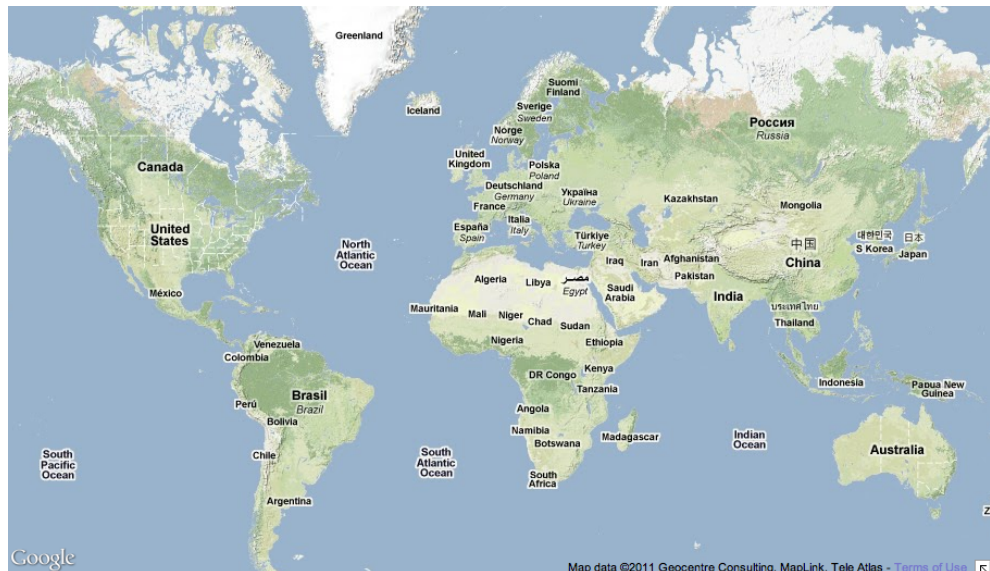 Greenland
Iceland
Suomi
Finland
Sverige
Sweden
Norge
Norway
Россия
Russia
United
Kingdom
Polska
Poland
Canada
Deutschland
Germany
Україна
Ukraine
Kazakhstan
France
Mongolia
Italia
Italy
España
Spain
United
States
Türkiye
Turkey
대한민국
S Korea
日本
Japan
中国
China
North
Atlantic
Ocean
Iraq
Iran
Afghanistan
Pakistan
Algeria
Libya
مصر
Egypt
Saudi
Arabia
India
México
Mauritania
Mali
Niger
Chad
Sudan
ประเทศไทย
Thailand
Nigeria
Ethiopia
Venezuela
Colombia
Kenya
DR Congo
Tanzania
Indonesia
Papua New
Guinea
Brasil
Brazil
Perú
Angola
Bolivia
Namibia
Botswana
Madagascar
Indian
Ocean
Chile
South
Pacific
Ocean
South
Atlantic
Ocean
Australia
South
Africa
Argentina
Z
Google
Map data ©2011 Geocentre Consulting, MapLink, Tele Atlas - Terms of Use